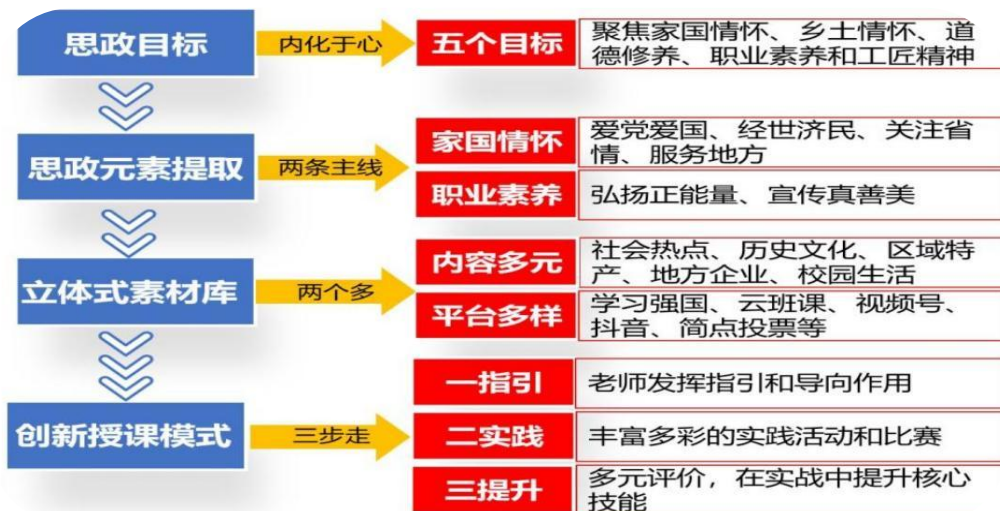 思政目标
内化于心
五个目标
聚焦家国情怀、乡土情怀、道
德修养、职业素养和工匠精神
思政元素提取
两条主线
家国情怀
爱党爱国、经世济民、关注省
情、服务地方
职业素养
弘扬正能量、宣传真善美
立体式素材库
两个多
内容多元
社会热点、历史文化、区域特
产、地方企业、校园生活
平台多样
学习强国、云班课、视频号、
抖音、简点投票等
创新授课模式
三步走
一指引
老师发挥指引和导向作用
二实践
丰富多彩的实践活动和比赛
三提升
多元评价，在实战中提升核心
技能